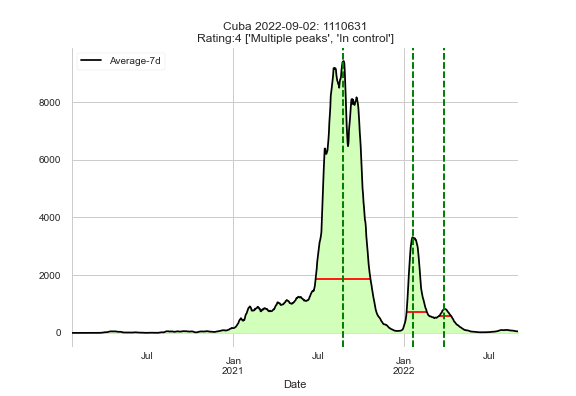 Cuba 2022-09-02: 1110631
Rating:4 ['Multiple peaks', 'In control']
Average-7d
8000
6000
4000
2000
0
Jul
Jan
2021
Jul
Jan
2022
Jul
Date